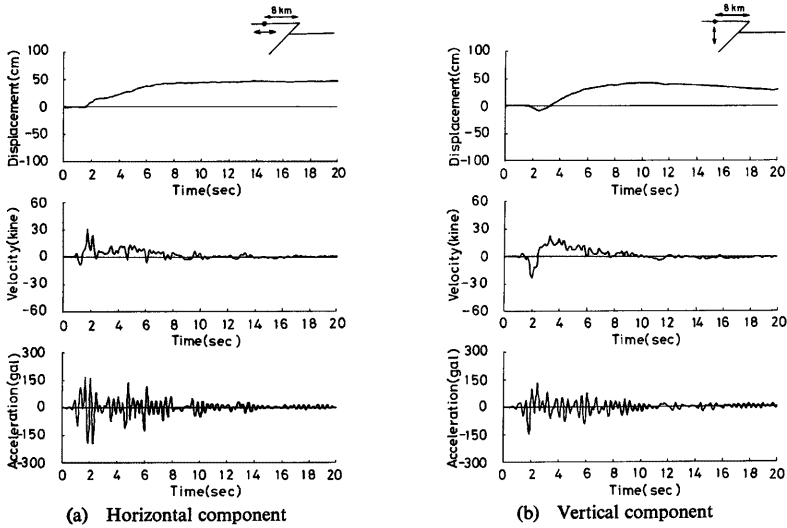 8 km
Displacement(cm)
100
50
0
-50
-100
0 2 4 6 8 10 12 14 16 18 20
Time(sec)
Velocity(kine)
60
30
0
-30
-60
0 2 4 6 8 10 12 14 16 18 20
Time(sec)
Acceleration(gal)
300
150
0
-150
-300
0 2 4 6 8 10 12 14 16 18 20
Time(sec)
(a) Horizontal component
8 km
Displacement(cm)
100
50
0
-50
-100
0 2 4 6 8 10 12 14 16 18 20
Time(sec)
Velocity(kine)
60
30
0
-30
-60
0 2 4 6 8 10 12 14 16 18 20
Time(sec)
Acceleration(gal)
300
150
0
-150
-300
0 2 4 6 8 10 12 14 16 18 20
Time(sec)
(b) Vertical component